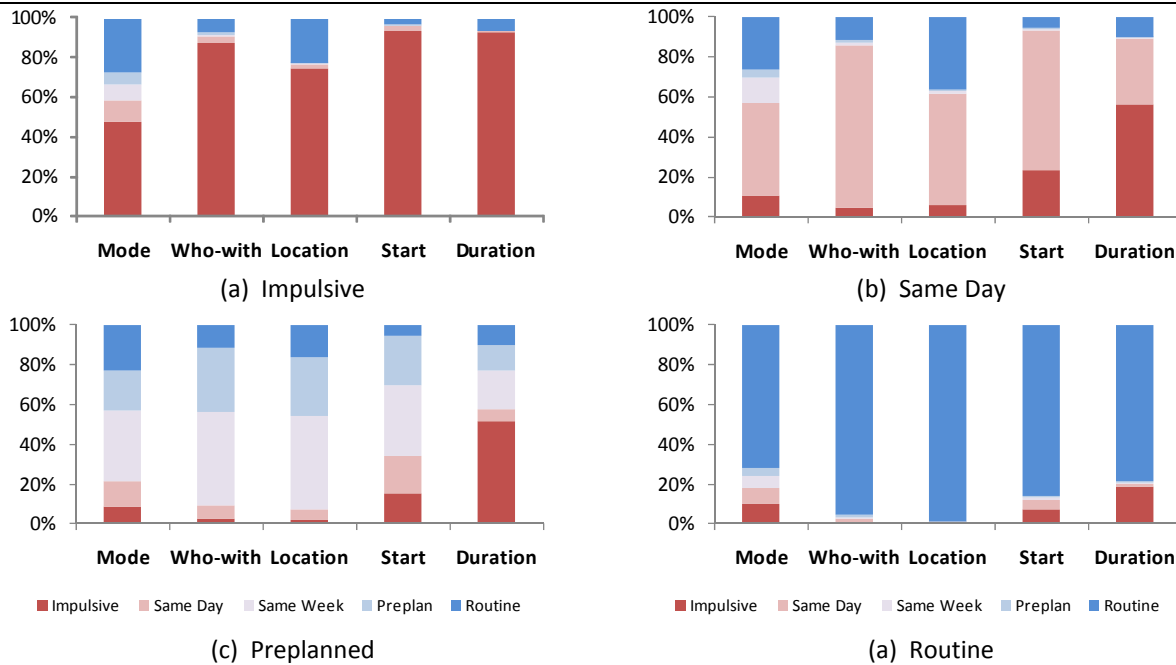 100%
80%
60%
40%
20%
0%
Mode Who-with Location Start Duration
(a) Impulsive
100%
80%
60%
40%
20%
0%
Mode Who-with Location Start Duration
(b) Same Day
100%
80%
60%
40%
20%
0%
Mode Who-with Location Start Duration
Impulsive Same Day Same Week Preplan Routine
(c) Preplanned
100%
80%
60%
40%
20%
0%
Mode Who-with Location Start Duration
Impulsive Same Day Same Week Preplan Routine
(a) Routine